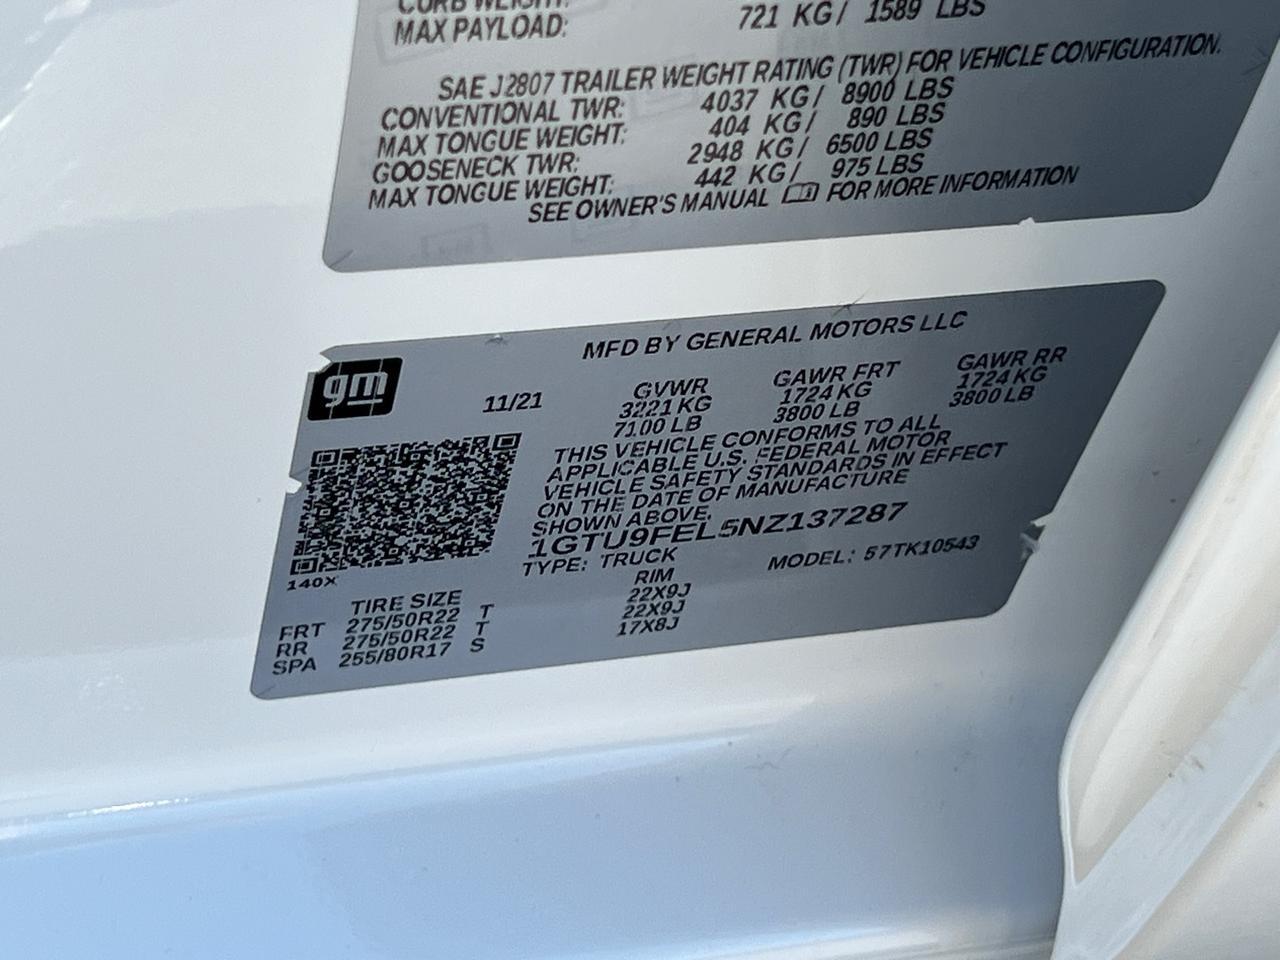 CURB WEIGHT:
MAX PAYLOAD: 721 KG/ 1589 LBS
SAE J2807 TRAILER WEIGHT RATING (TWR) FOR VEHICLE CONFIGURATION.
CONVENTIONAL TWR: 4037 KG/ 8900 LBS
MAX TONGUE WEIGHT: 404 KG/ 890 LBS
GOOSENECK TWR: 2948 KG/ 6500 LBS
MAX TONGUE WEIGHT: 442 KG/ 975 LBS
SEE OWNER'S MANUAL FOR MORE INFORMATION
gm
MFD BY GENERAL MOTORS LLC
11/21
GVWR GAWR FRT GAWR RR
3221 KG 1724 KG 1724 KG
7100 LB 3800 LB 3800 LB
THIS VEHICLE CONFORMS TO ALL
APPLICABLE U.S. FEDERAL MOTOR
VEHICLE SAFETY STANDARDS IN EFFECT
ON THE DATE OF MANUFACTURE
SHOWN ABOVE.
1GTU9FEL5NZ137287
TYPE: TRUCK MODEL: 57TK10543
140X
TIRE SIZE RIM
FRT 275/50R22 T 22X9J
RR 275/50R22 T 22X9J
SPA 255/80R17 S 17X8J